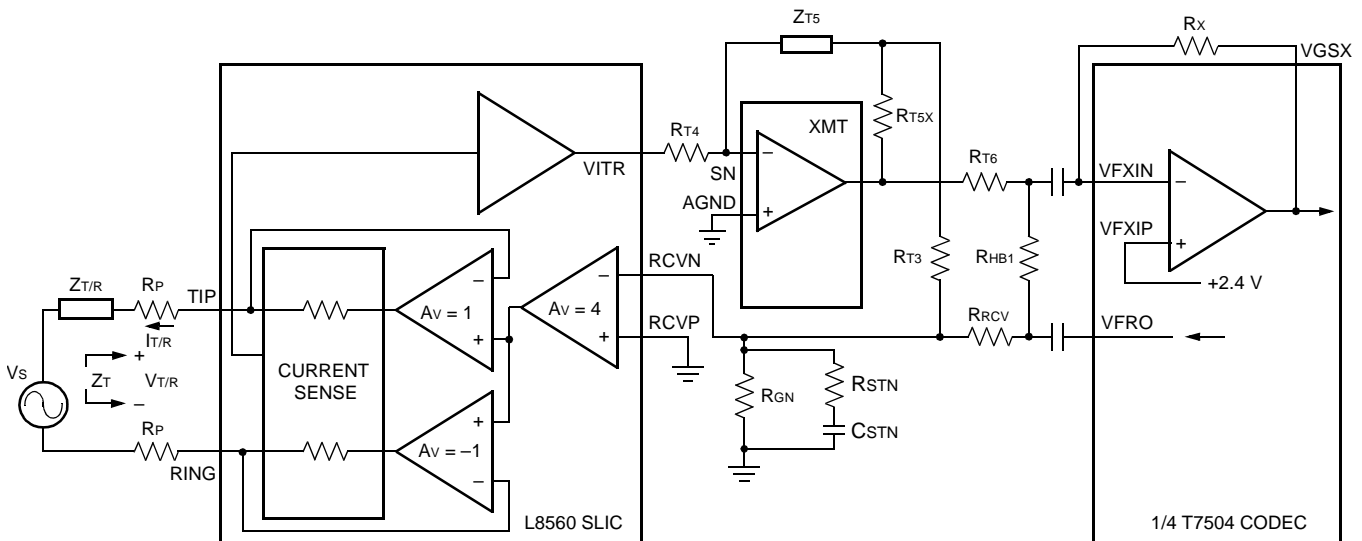 ZT5
RX
VGSX
XMT
RT5X
RT4
RT6
VITR
SN
−
VFXIN
−
AGND
+
VFXIP
+
+2.4 V
RT3
RHB1
RCVN
−
−
ZT/R
RP
TIP
AV = 1
AV = 4
RRCV
IT/R
+
+
RCVP
VFRO
+
VS
ZT
VT/R
−
CURRENT
SENSE
RGN
RSTN
CSTN
+
RP
AV = –1
RING
−
L8560 SLIC
1/4 T7504 CODEC